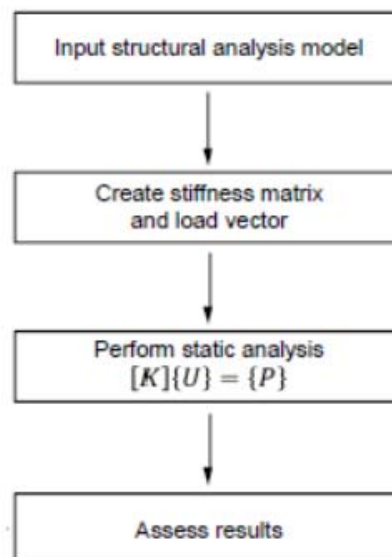 Input structural analysis model
Create stiffness matrix
and load vector
Perform static analysis
[K]{U} = {P}
Assess results